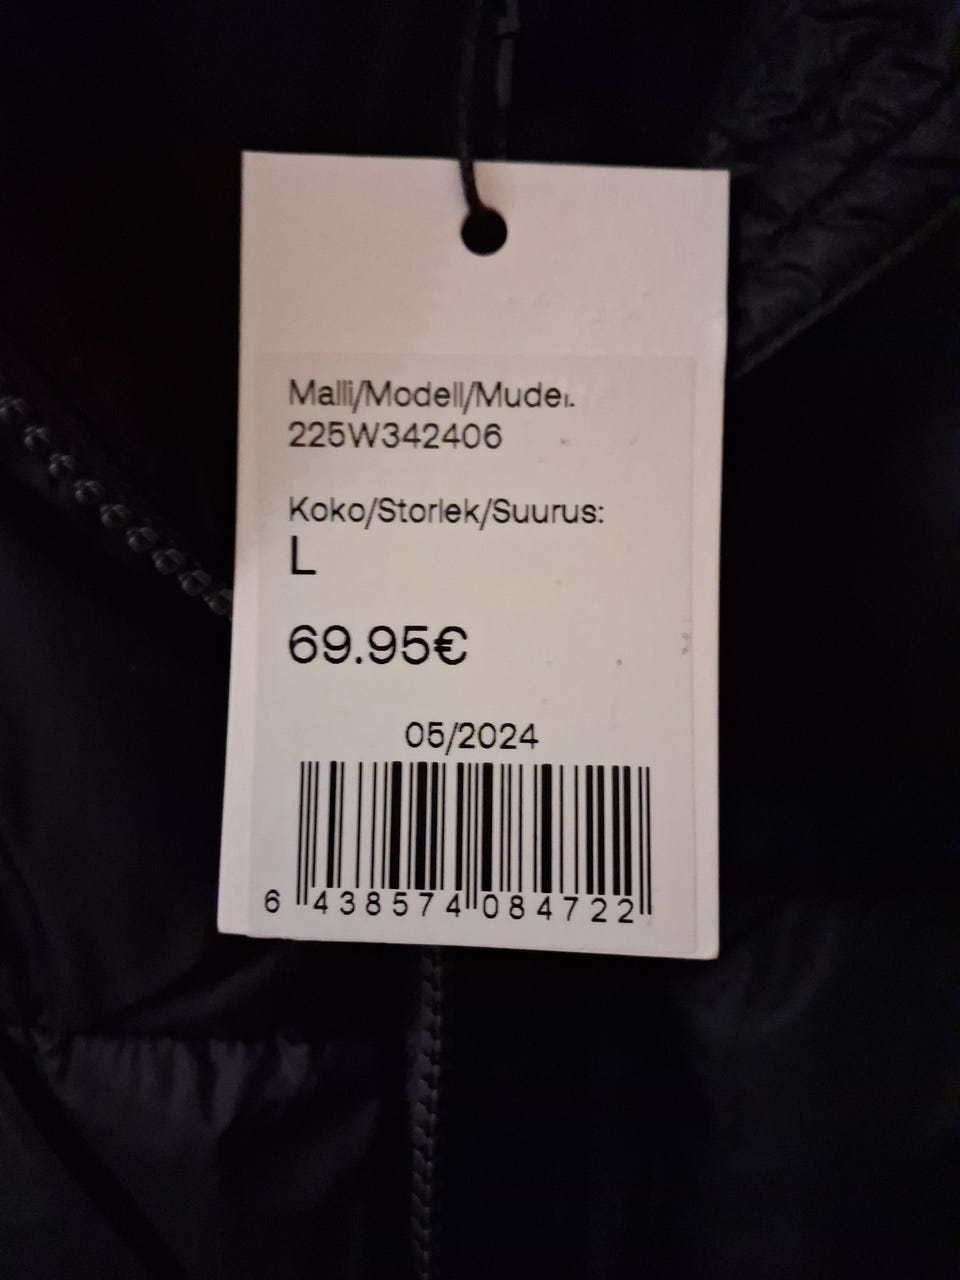 Malli/Modell/Mudel:
225W342406
Koko/Storlek/Suurus:
L
69.95€
05/2024
6 438574 084722